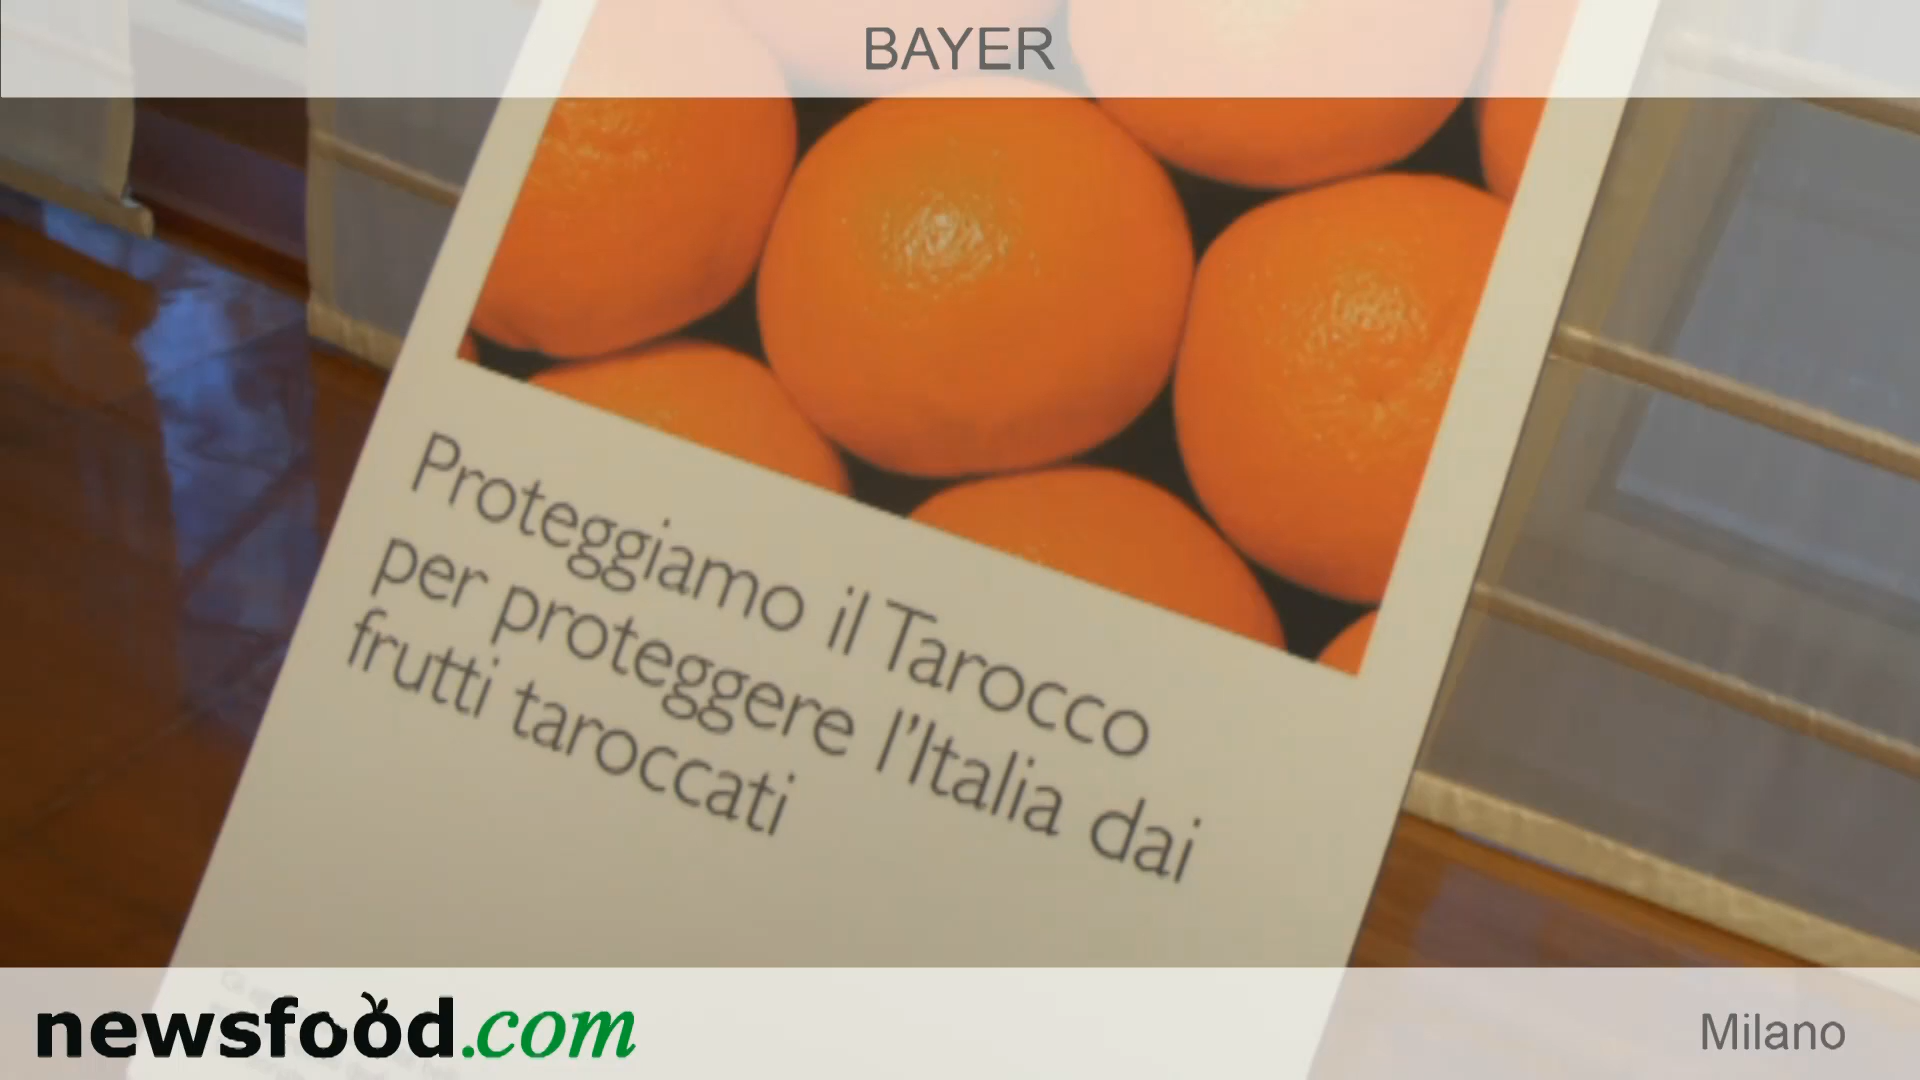 BAYER
Proteggiamo il Tarocco
per proteggere l'Italia dai
frutti taroccati
newsfood.com
Milano